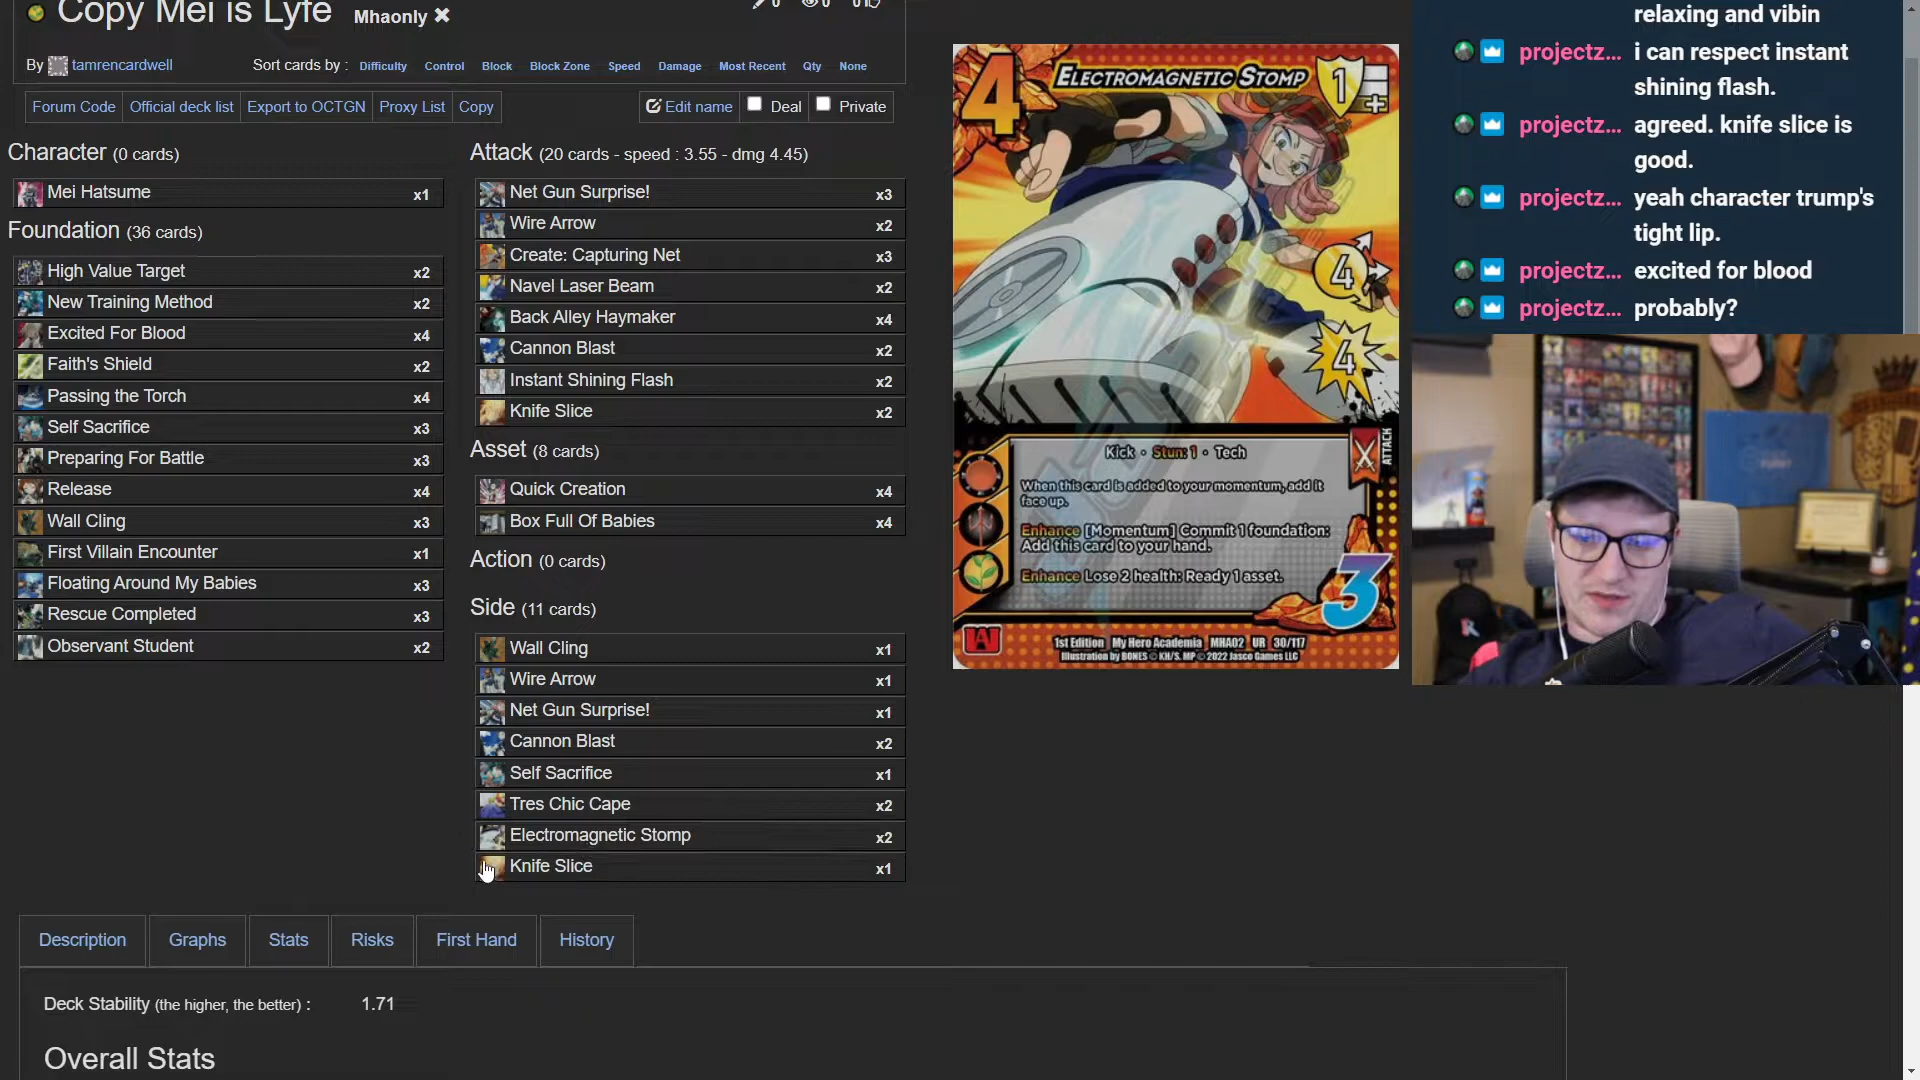 Copy Mei is Lyfe Mhaonly ✕
By tamrencardwell
Sort cards by : Difficulty Control Block Block Zone Speed Damage Most Recent Qty None
Forum Code Official deck list Export to OCTGN Proxy List Copy
Edit name Deal Private
Character (0 cards)
Mei Hatsume x1
Foundation (36 cards)
High Value Target x2
New Training Method x2
Excited For Blood x4
Faith's Shield x2
Passing the Torch x4
Self Sacrifice x3
Preparing For Battle x3
Release x4
Wall Cling x3
First Villain Encounter x1
Floating Around My Babies x3
Rescue Completed x3
Observant Student x2
Attack (20 cards - speed : 3.55 - dmg 4.45)
Net Gun Surprise! x3
Wire Arrow x2
Create: Capturing Net x3
Navel Laser Beam x2
Back Alley Haymaker x4
Cannon Blast x2
Instant Shining Flash x2
Knife Slice x2
Asset (8 cards)
Quick Creation x4
Box Full Of Babies x4
Action (0 cards)
Side (11 cards)
Wall Cling x1
Wire Arrow x1
Net Gun Surprise! x1
Cannon Blast x2
Self Sacrifice x1
Tres Chic Cape x2
Electromagnetic Stomp x2
Knife Slice x1
4 Electromagnetic Stomp 1
+
4
4
Kick • Stun: 1 • Tech
ATTACK
When this card is added to your momentum, add it
face up.
Enhance [Momentum] Commit 1 foundation:
Add this card to your hand.
Enhance Lose 2 health: Ready 1 asset.
3
1st Edition My Hero Academia MHA02 UR 30/117
Illustration by BONES © KH/S, MP © 2022 Jasco Games LLC
relaxing and vibin
projectz... i can respect instant
shining flash.
projectz... agreed. knife slice is
good.
projectz... yeah character trump's
tight lip.
projectz... excited for blood
projectz... probably?
Description Graphs Stats Risks First Hand History
Deck Stability (the higher, the better) : 1.71
Overall Stats